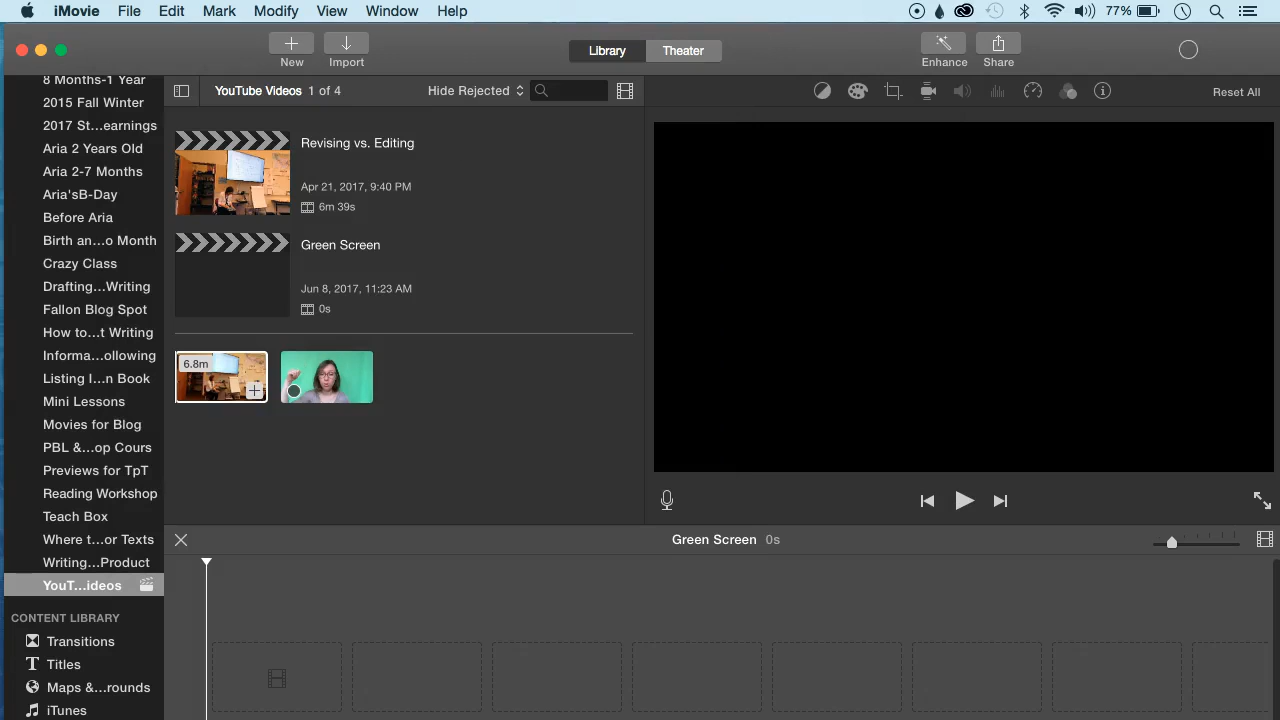 iMovie File Edit Mark Modify View Window Help 77%
New Import Library Theater Enhance Share
YouTube Videos 1 of 4 Hide Rejected Reset All
8 Months-1 Year
2015 Fall Winter
2017 St...earnings
Aria 2 Years Old
Aria 2-7 Months
Aria'sB-Day
Before Aria
Birth an...o Month
Crazy Class
Drafting...Writing
Fallon Blog Spot
How to...t Writing
Informa...ollowing
Listing I...n Book
Mini Lessons
Movies for Blog
PBL &...op Cours
Previews for TpT
Reading Workshop
Teach Box
Where t...or Texts
Writing...Product
YouT...ideos
CONTENT LIBRARY
Transitions
Titles
Maps &...rounds
iTunes
Revising vs. Editing
Apr 21, 2017, 9:40 PM
6m 39s
Green Screen
Jun 8, 2017, 11:23 AM
0s
6.8m
Green Screen 0s